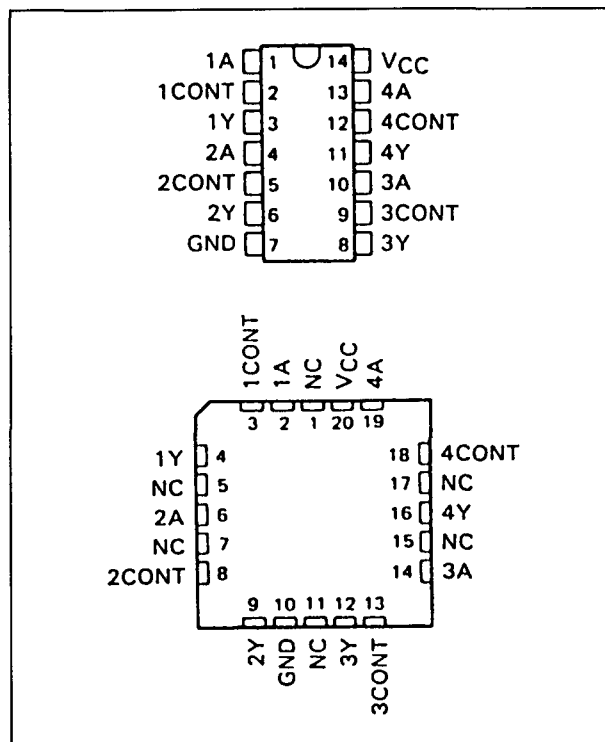 1A 1 14 VCC
1CONT 2 13 4A
1Y 3 12 4CONT
2A 4 11 4Y
2CONT 5 10 3A
2Y 6 9 3CONT
GND 7 8 3Y
1CONT 1A NC VCC 4A
3 2 1 20 19
1Y 4 18 4CONT
NC 5 17 NC
2A 6 16 4Y
NC 7 15 NC
2CONT 8 14 3A
9 10 11 12 13
2Y GND NC 3Y 3CONT